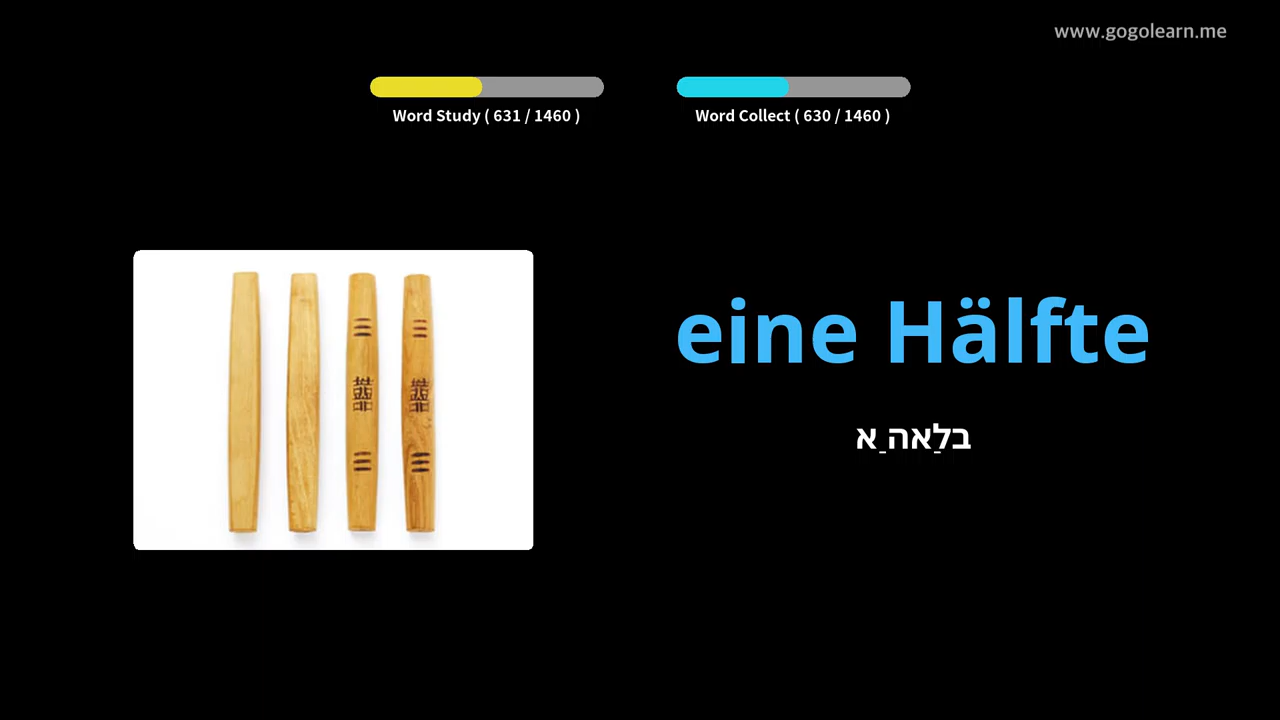 www.gogolearn.me
Word Study ( 631 / 1460 )
Word Collect ( 630 / 1460 )
eine Hälfte
בלַאה ַא